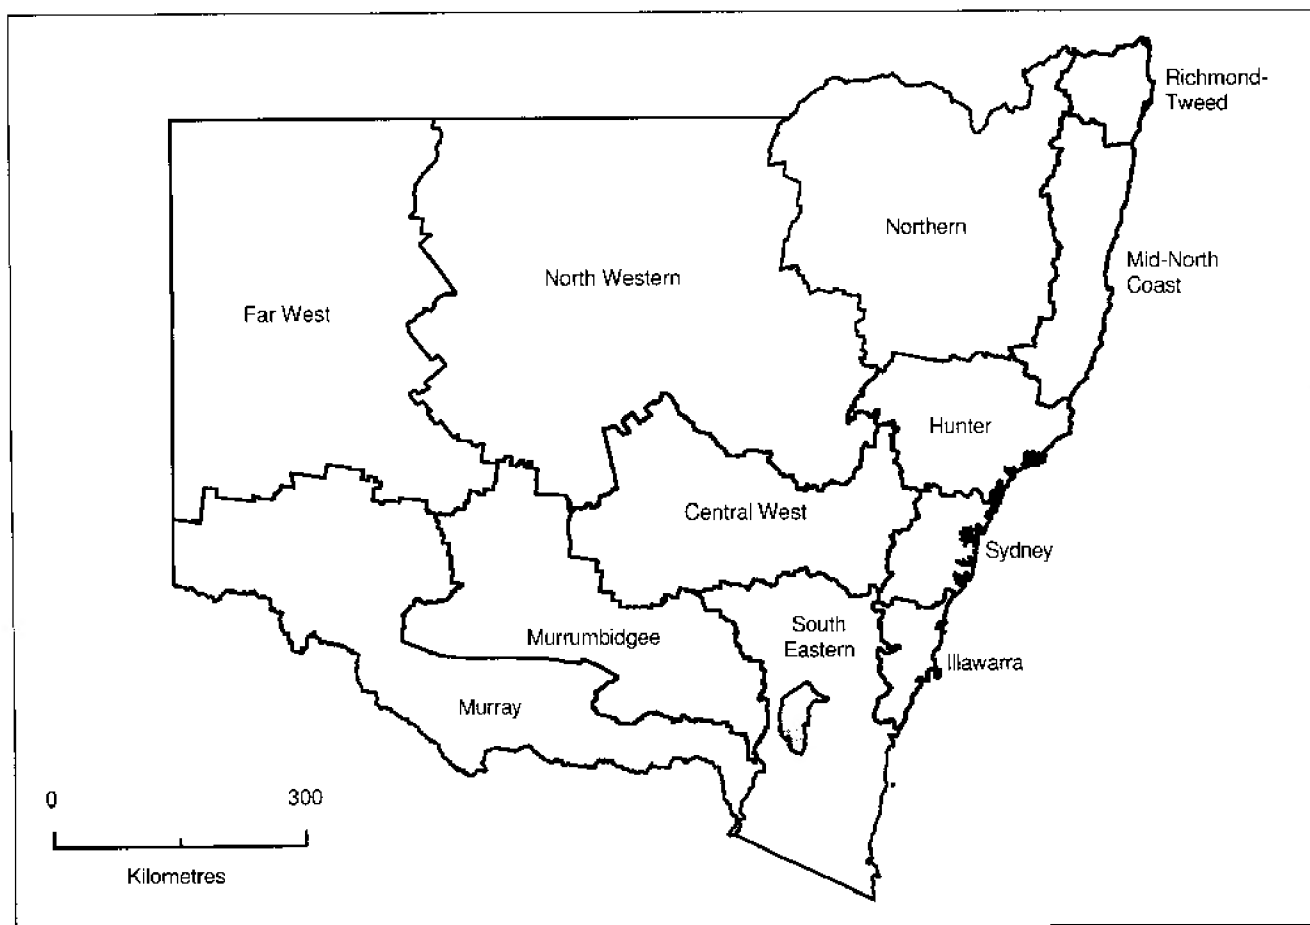 Richmond-
Tweed
Northern
Mid-North
Coast
North Western
Far West
Hunter
Central West
Sydney
South
Eastern
Murrumbidgee
Illawarra
Murray
0 300
Kilometres